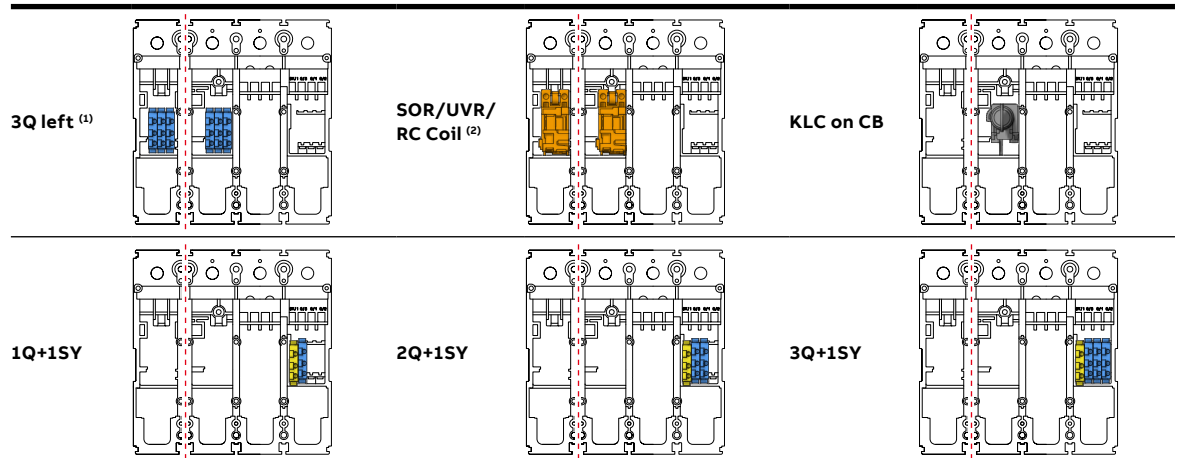 3Q left (1)
SOR/UVR/
RC Coil (2)
KLC on CB
1Q+1SY
2Q+1SY
3Q+1SY